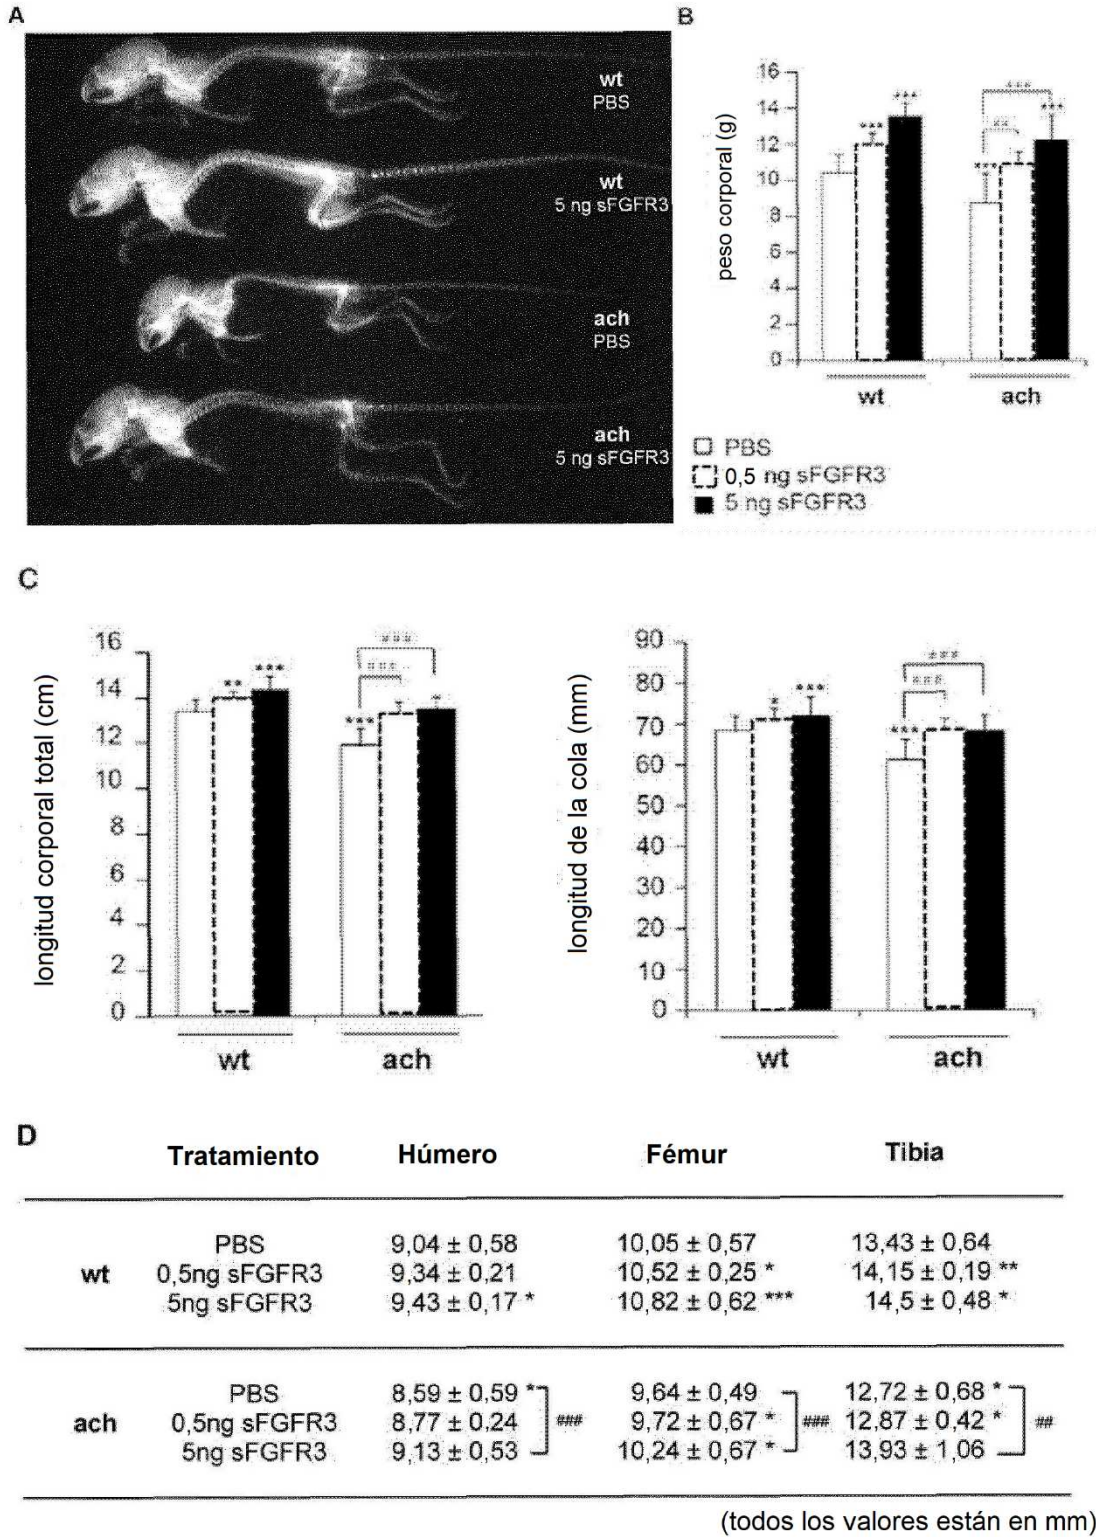 A
wt
PBS
wt
5 ng sFGFR3
ach
PBS
ach
5 ng sFGFR3
B
peso corporal (g)
16
14
12
10
8
6
4
2
0
***
***
***
##
###
***
wt
ach
PBS
0,5 ng sFGFR3
5 ng sFGFR3
C
longitud corporal total (cm)
16
14
12
10
8
6
4
2
0
**
***
***
###
###
wt
ach
longitud de la cola (mm)
90
80
70
60
50
40
30
20
10
0
*
***
***
###
###
wt
ach
D
Tratamiento Húmero Fémur Tibia
PBS 9,04 ± 0,58 10,05 ± 0,57 13,43 ± 0,64
wt 0,5ng sFGFR3 9,34 ± 0,21 10,52 ± 0,25 * 14,15 ± 0,19 **
5ng sFGFR3 9,43 ± 0,17 * 10,82 ± 0,62 *** 14,5 ± 0,48 *
PBS 8,59 ± 0,59 * 9,64 ± 0,49 12,72 ± 0,68 *
ach 0,5ng sFGFR3 8,77 ± 0,24 ### 9,72 ± 0,67 * ### 12,87 ± 0,42 * ##
5ng sFGFR3 9,13 ± 0,53 10,24 ± 0,67 * 13,93 ± 1,06
(todos los valores están en mm)